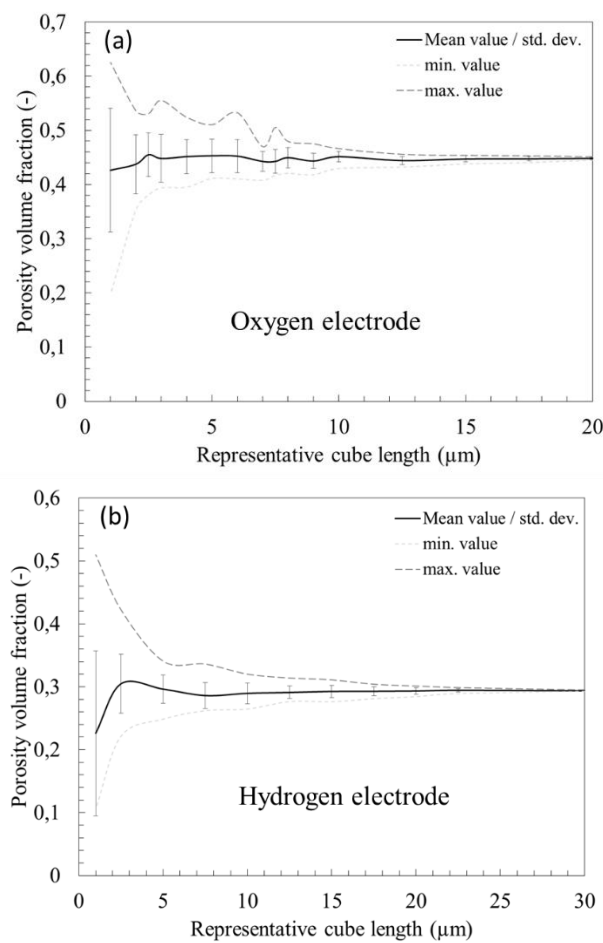 (a)
Mean value / std. dev.
min. value
max. value
0,7
0,6
0,5
0,4
0,3
0,2
0,1
0
Porosity volume fraction (-)
Oxygen electrode
0 5 10 15 20
Representative cube length (µm)
(b)
Mean value / std. dev.
min. value
max. value
0,6
0,5
0,4
0,3
0,2
0,1
0
Porosity volume fraction (-)
Hydrogen electrode
0 5 10 15 20 25 30
Representative cube length (µm)